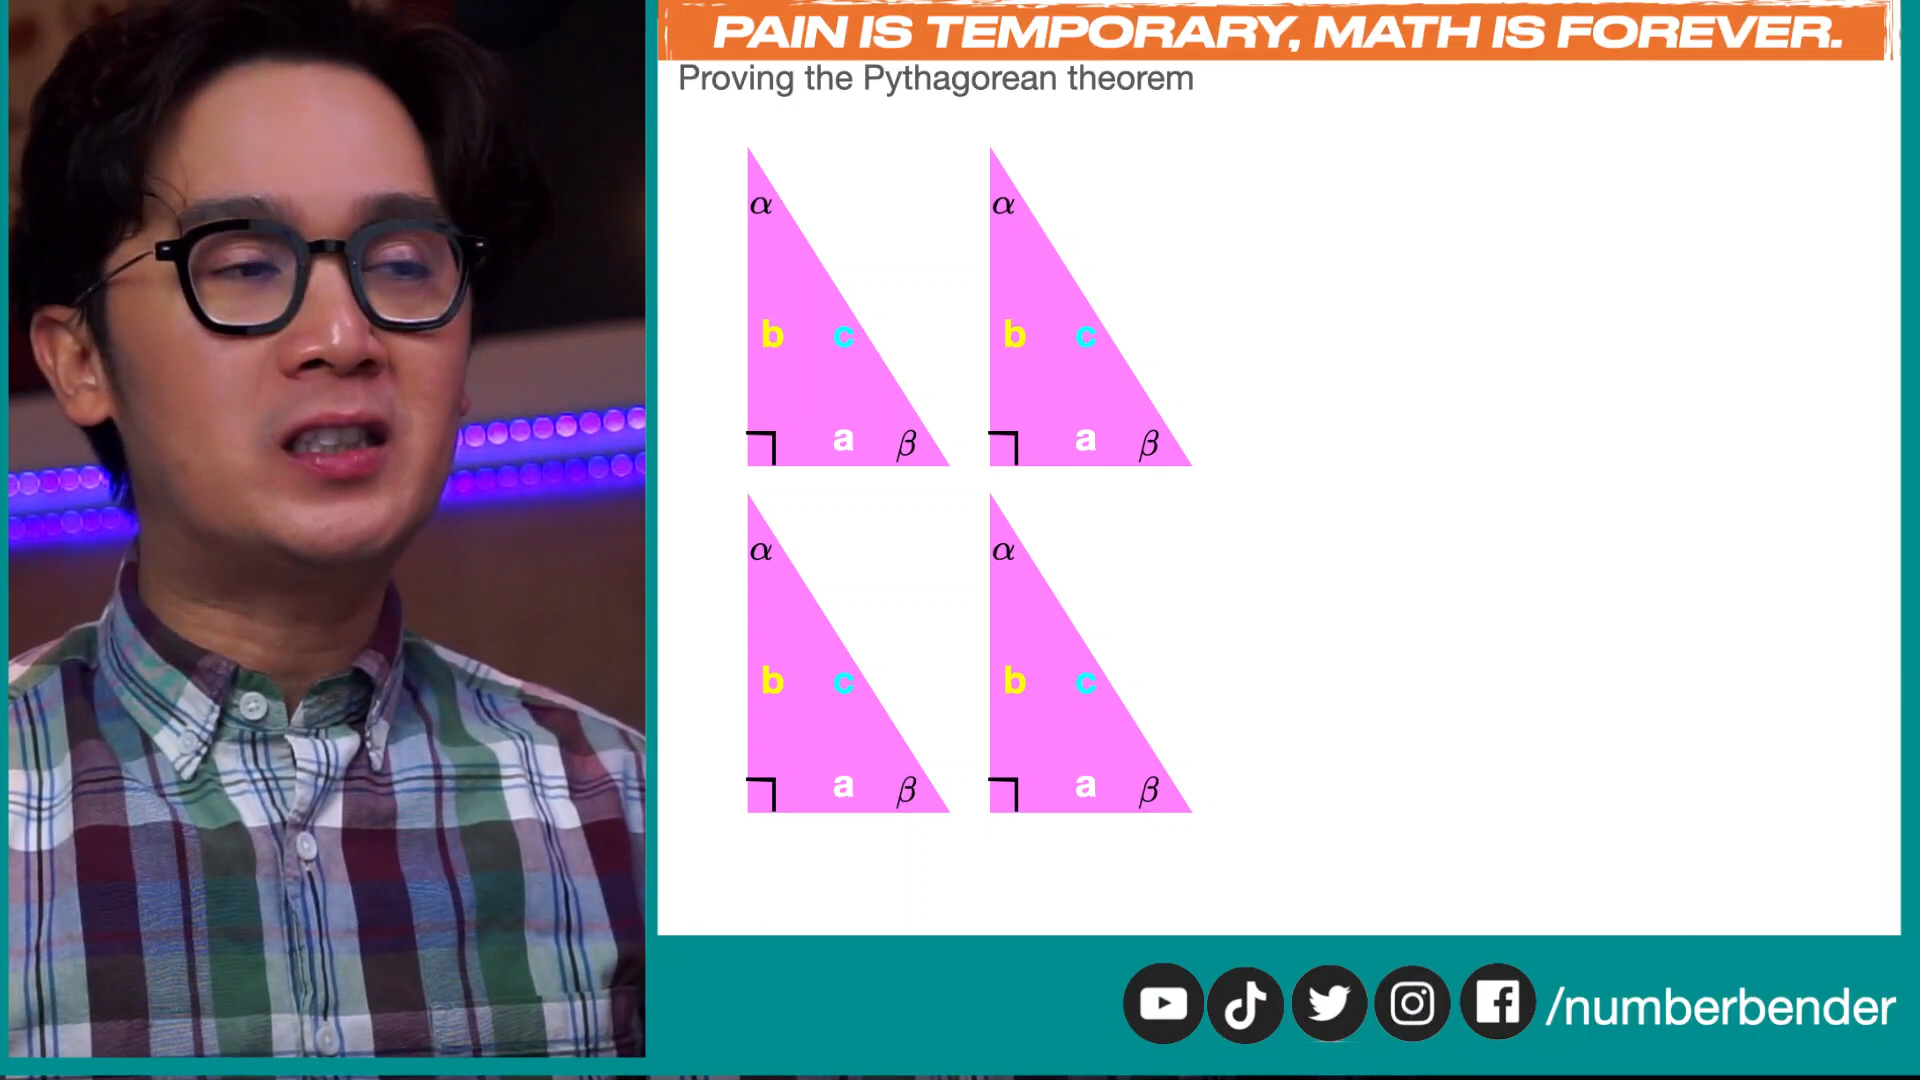 PAIN IS TEMPORARY, MATH IS FOREVER.
Proving the Pythagorean theorem
α α
b c b c
a β a β
α α
b c b c
a β a β
/numberbender